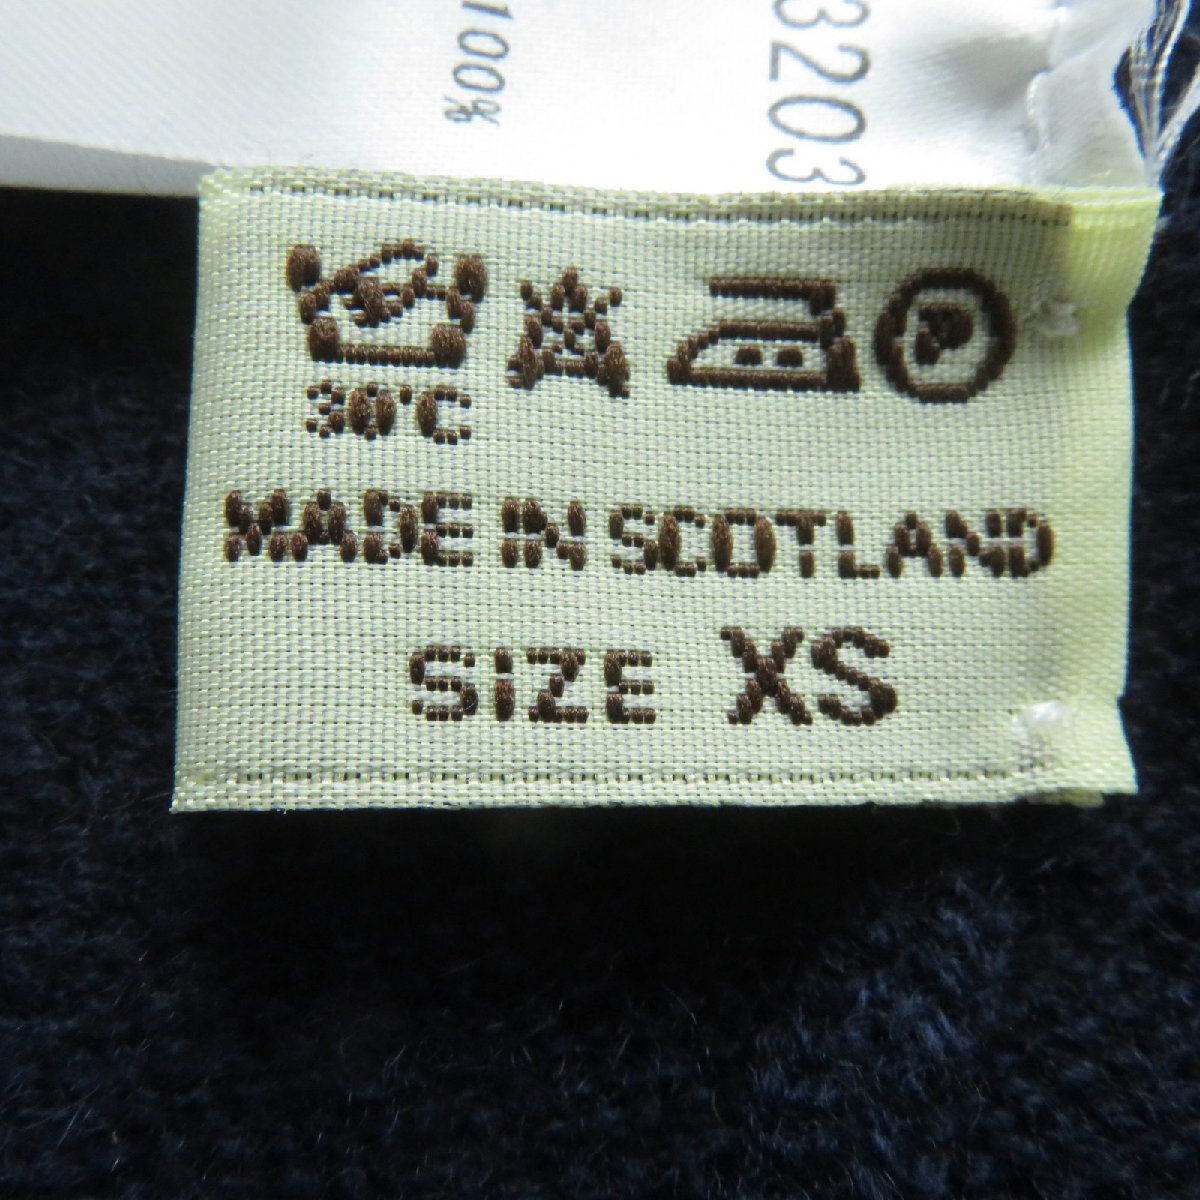 100%
3203
P
30°C
MADE IN SCOTLAND
SIZE XS